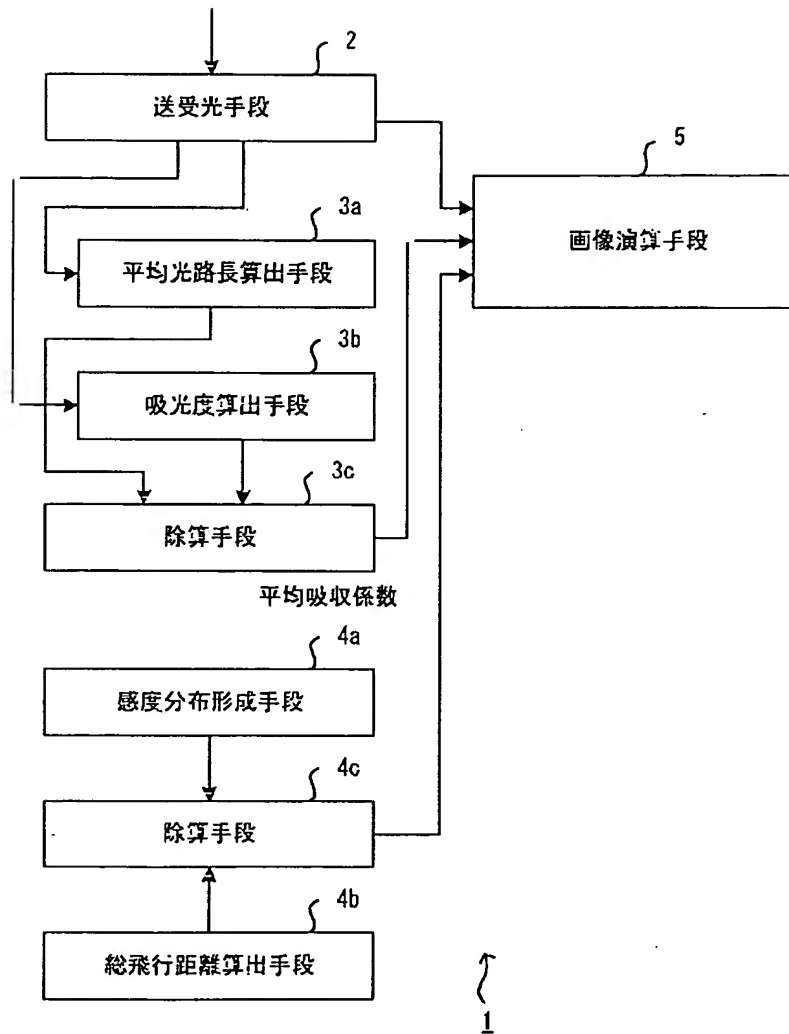 2
送受光手段
5
画像演算手段
3a
平均光路長算出手段
3b
吸光度算出手段
3c
除算手段
平均吸収係数
4a
感度分布形成手段
4c
除算手段
4b
総飛行距離算出手段
1